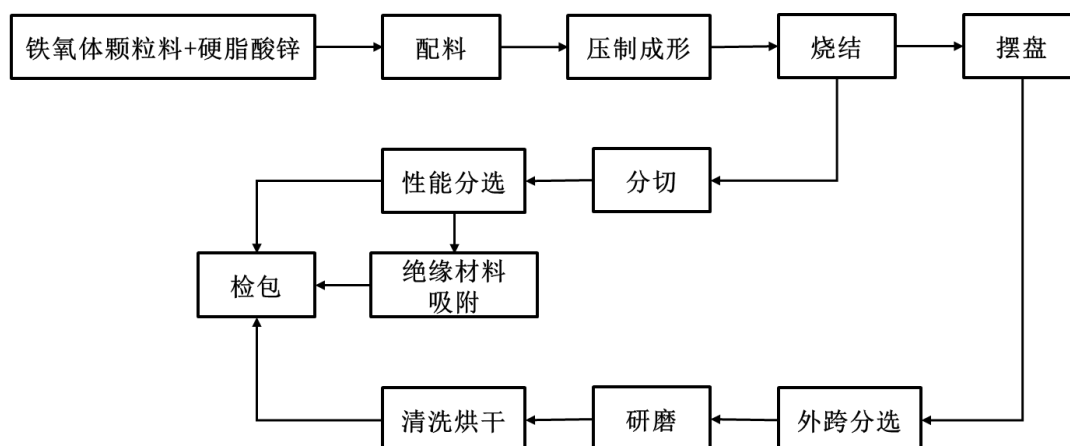 铁氧体颗粒料+硬脂酸锌
配料
压制成形
烧结
摆盘
性能分选
分切
检包
绝缘材料
吸附
清洗烘干
研磨
外跨分选